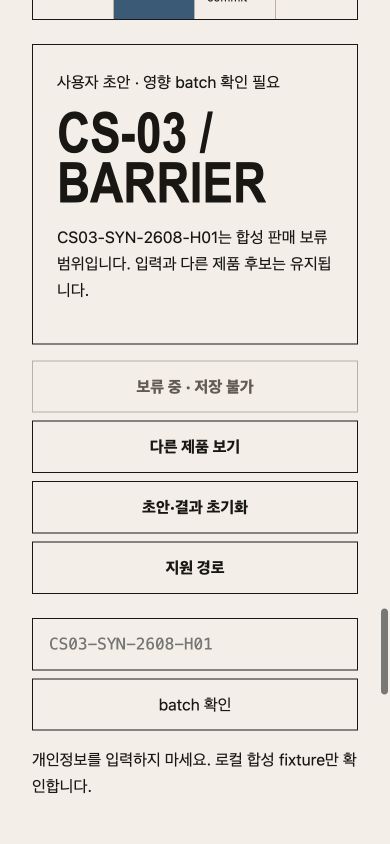 사용자 초안 · 영향 batch 확인 필요
CS-03 /
BARRIER
CS03-SYN-2608-H01는 합성 판매 보류
범위입니다. 입력과 다른 제품 후보는 유지됩
니다.
보류 중 · 저장 불가
다른 제품 보기
초안·결과 초기화
지원 경로
CS03-SYN-2608-H01
batch 확인
개인정보를 입력하지 마세요. 로컬 합성 fixture만 확
인합니다.